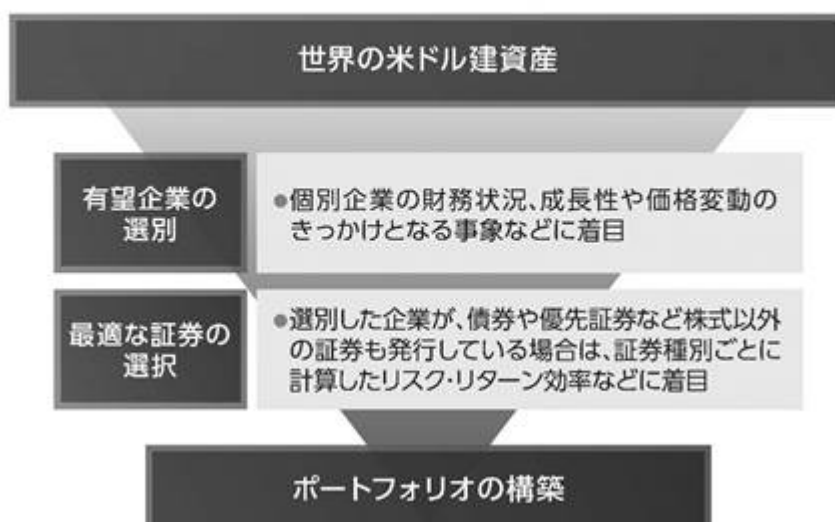 世界の米ドル建資産
有望企業の
選別
●個別企業の財務状況、成長性や価格変動の
きっかけとなる事象などに着目
最適な証券の
選択
●選別した企業が、債券や優先証券など株式以外
の証券も発行している場合は、証券種別ごとに
計算したリスク・リターン効率などに着目
ポートフォリオの構築